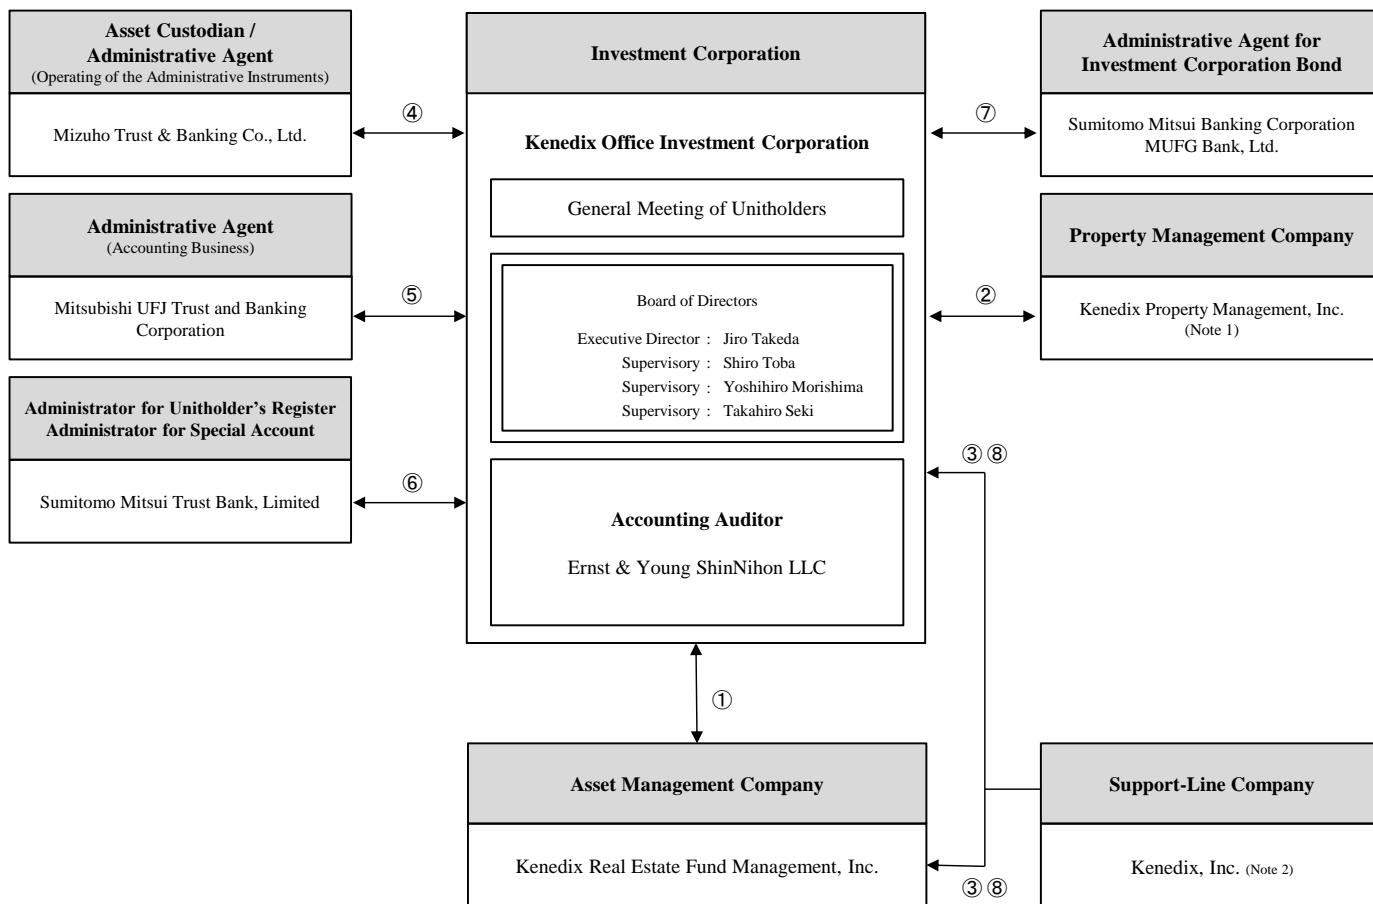 Asset Custodian /
Administrative Agent
(Operating of the Administrative Instruments)
Mizuho Trust & Banking Co., Ltd.
④
Administrative Agent
(Accounting Business)
Mitsubishi UFJ Trust and Banking
Corporation
⑤
Administrator for Unitholder’s Register
Administrator for Special Account
Sumitomo Mitsui Trust Bank, Limited
⑥
Investment Corporation
Kenedix Office Investment Corporation
General Meeting of Unitholders
Board of Directors
Executive Director : Jiro Takeda
Supervisory : Shiro Toba
Supervisory : Yoshihiro Morishima
Supervisory : Takahiro Seki
Accounting Auditor
Ernst & Young ShinNihon LLC
①
Asset Management Company
Kenedix Real Estate Fund Management, Inc.
Administrative Agent for
Investment Corporation Bond
Sumitomo Mitsui Banking Corporation
MUFG Bank, Ltd.
⑦
Property Management Company
Kenedix Property Management, Inc.
(Note 1)
②
③⑧
Support-Line Company
Kenedix, Inc. (Note 2)
③⑧